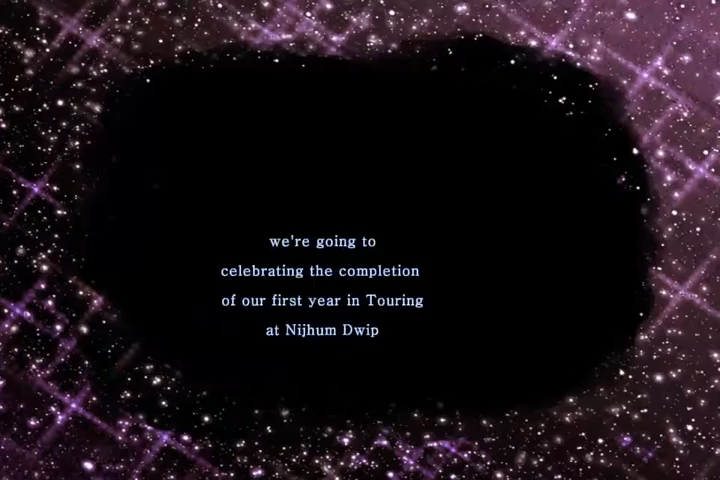 we're going to
celebrating the completion
of our first year in Touring
at Nijhum Dwip